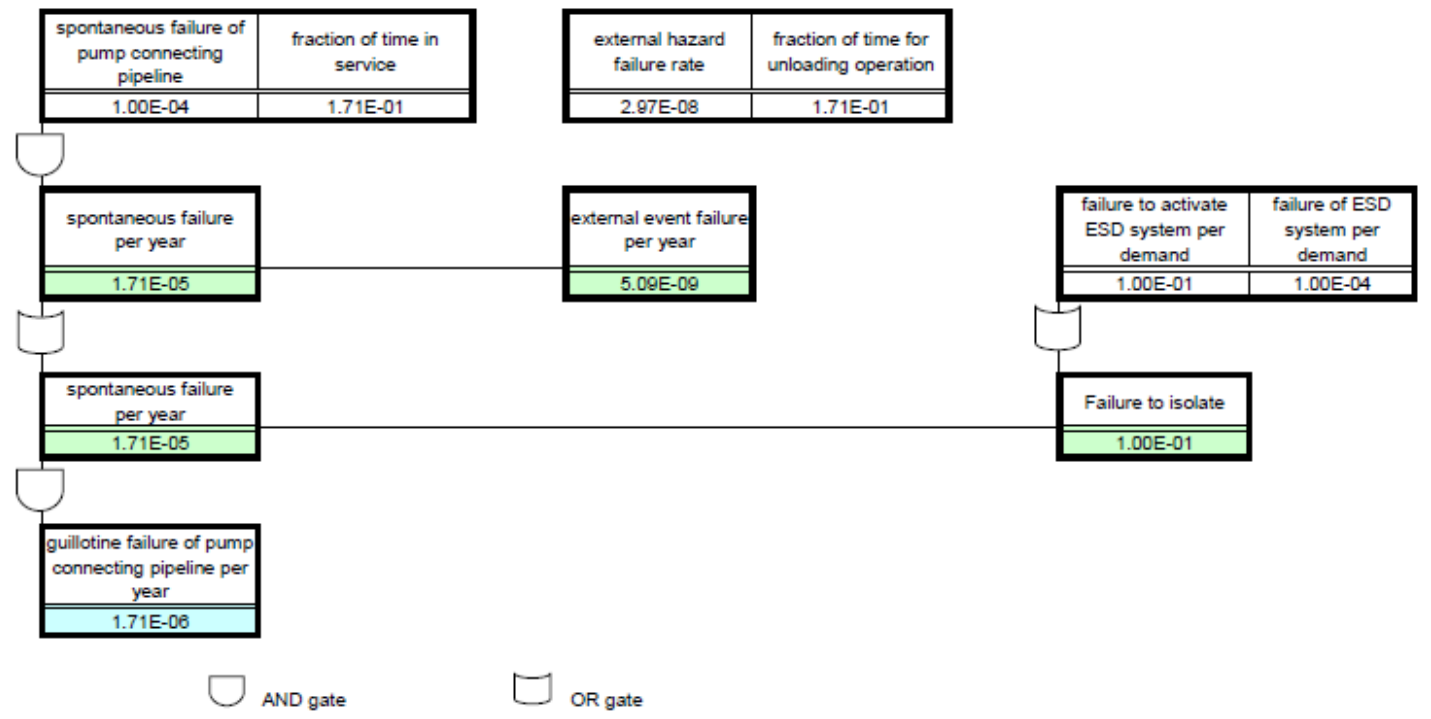 spontaneous failure of
pump connecting
pipeline
1.00E-04
fraction of time in
service
1.71E-01
external hazard
failure rate
2.97E-08
fraction of time for
unloading operation
1.71E-01
spontaneous failure
per year
1.71E-05
external event failure
per year
5.09E-09
failure to activate
ESD system per
demand
1.00E-01
failure of ESD
system per
demand
1.00E-04
spontaneous failure
per year
1.71E-05
Failure to isolate
1.00E-01
guillotine failure of pump
connecting pipeline per
year
1.71E-06
AND gate
OR gate